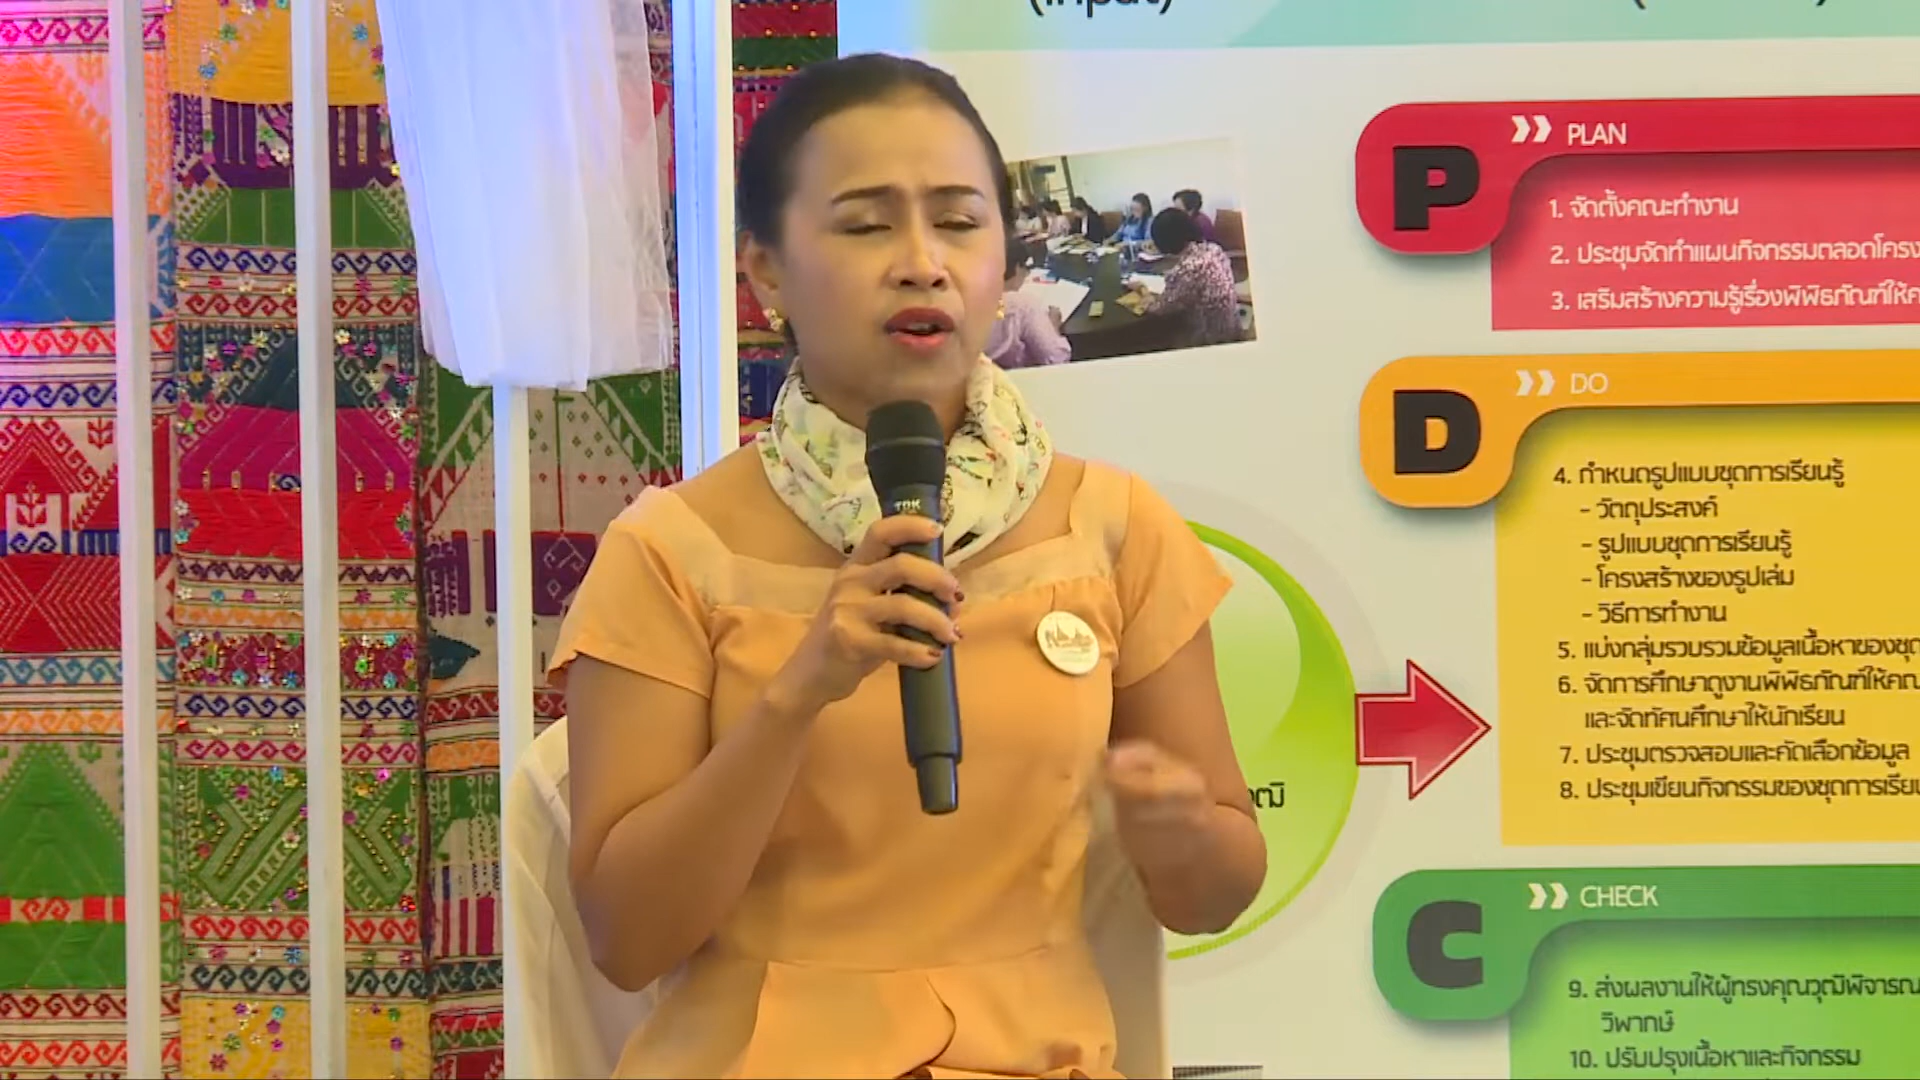 PLAN
P
1. จัดตั้งคณะทำงาน
2. ประชุมจัดทำแผนกิจกรรมตลอดโครง
3. เสริมสร้างความรู้เรื่องพิพิธภัณฑ์ให้ค
DO
D
4. กำหนดรูปแบบชุดการเรียนรู้
- วัตถุประสงค์
- รูปแบบชุดการเรียนรู้
- โครงสร้างของรูปเล่ม
- วิธีการทำงาน
5. แบ่งกลุ่มรวบรวมข้อมูลเนื้อหาของชุด
6. จัดการศึกษาดูงานพิพิธภัณฑ์ให้คณ
และจัดทัศนศึกษาให้นักเรียน
7. ประชุมตรวจสอบและคัดเลือกข้อมูล
8. ประชุมเขียนกิจกรรมของชุดการเรียน
CHECK
C
9. ส่งผลงานให้ผู้ทรงคุณวุฒิพิจารณ
วิพากษ์
10. ปรับปรุงเนื้อหาและกิจกรรม